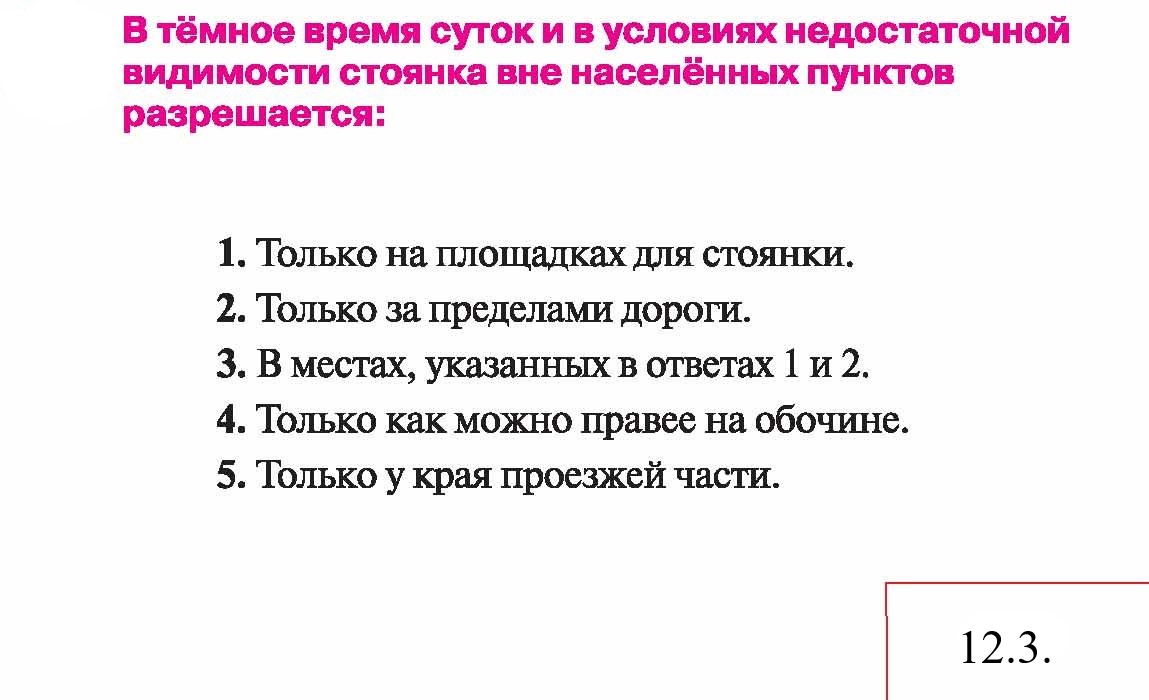 В тёмное время суток и в условиях недостаточной
видимости стоянка вне населённых пунктов
разрешается:
1. Только на площадках для стоянки.
2. Только за пределами дороги.
3. В местах, указанных в ответах 1 и 2.
4. Только как можно правее на обочине.
5. Только у края проезжей части.
12.3.